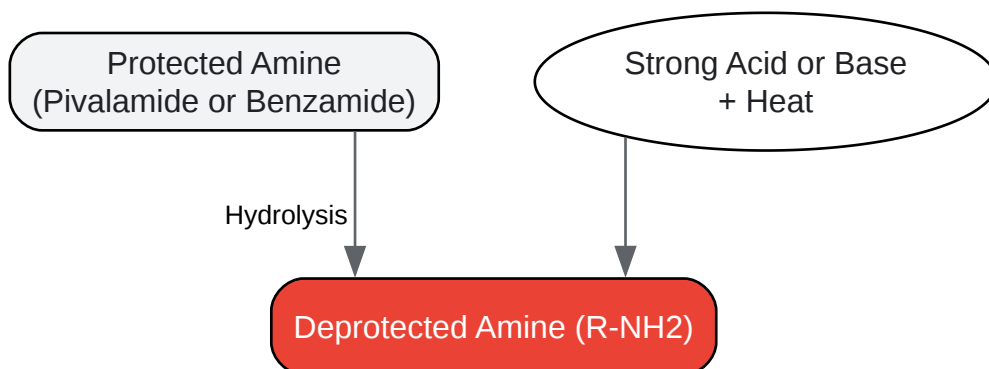 Protected Amine
(Pivalamide or Benzamide)
Strong Acid or Base
+ Heat
Hydrolysis
Deprotected Amine (R-NH2)